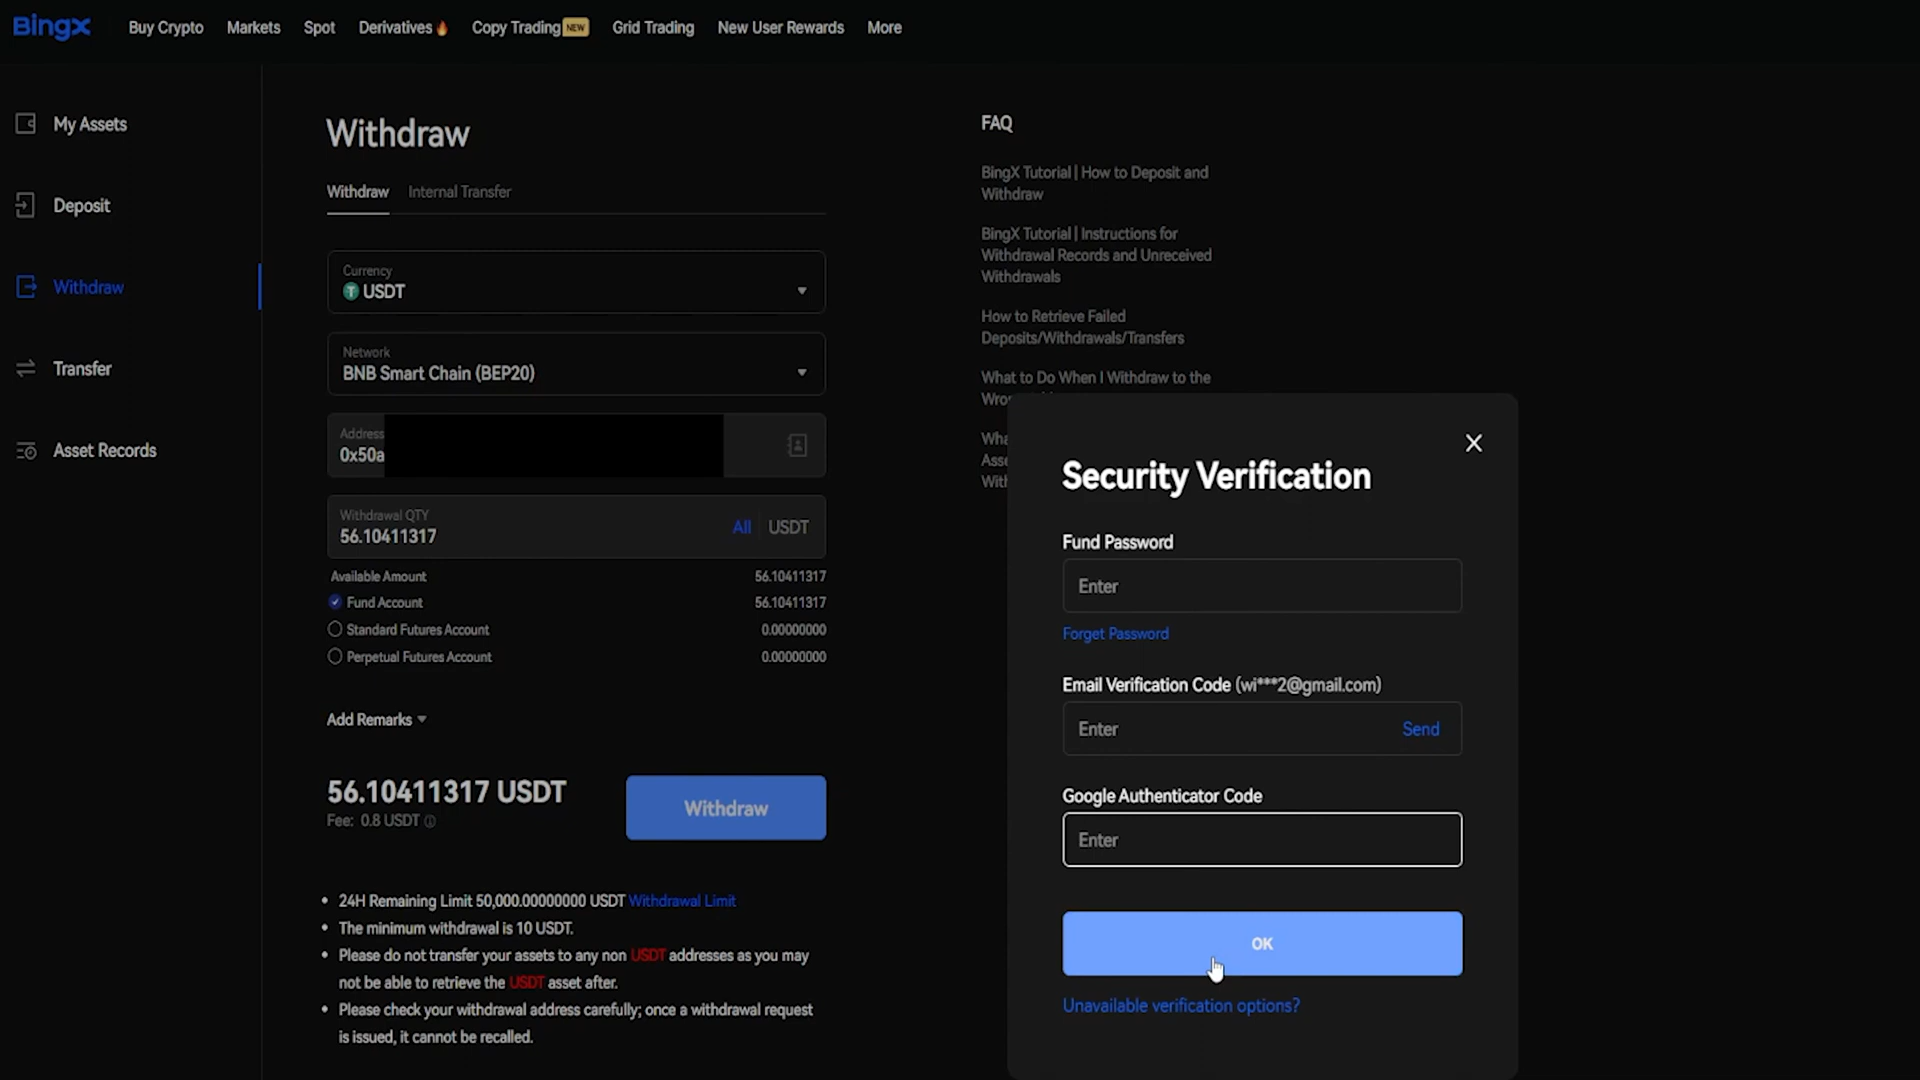 BingX
Buy Crypto
Markets
Spot
Derivatives
Copy Trading NEW
Grid Trading
New User Rewards
More
My Assets
Deposit
Withdraw
Transfer
Asset Records
Withdraw
Withdraw
Internal Transfer
Currency
USDT
Network
BNB Smart Chain (BEP20)
Address
0x50a
Withdrawal QTY
56.10411317
All
USDT
Available Amount 56.10411317
Fund Account 56.10411317
Standard Futures Account 0.00000000
Perpetual Futures Account 0.00000000
Add Remarks
56.10411317 USDT
Fee: 0.8 USDT
Withdraw
• 24H Remaining Limit 50,000.00000000 USDT Withdrawal Limit
• The minimum withdrawal is 10 USDT.
• Please do not transfer your assets to any non USDT addresses as you may
not be able to retrieve the USDT asset after.
• Please check your withdrawal address carefully; once a withdrawal request
is issued, it cannot be recalled.
FAQ
BingX Tutorial | How to Deposit and
Withdraw
BingX Tutorial | Instructions for
Withdrawal Records and Unreceived
Withdrawals
How to Retrieve Failed
Deposits/Withdrawals/Transfers
What to Do When I Withdraw to the
Security Verification
Fund Password
Enter
Forget Password
Email Verification Code (wi***2@gmail.com)
Enter
Send
Google Authenticator Code
Enter
OK
Unavailable verification options?